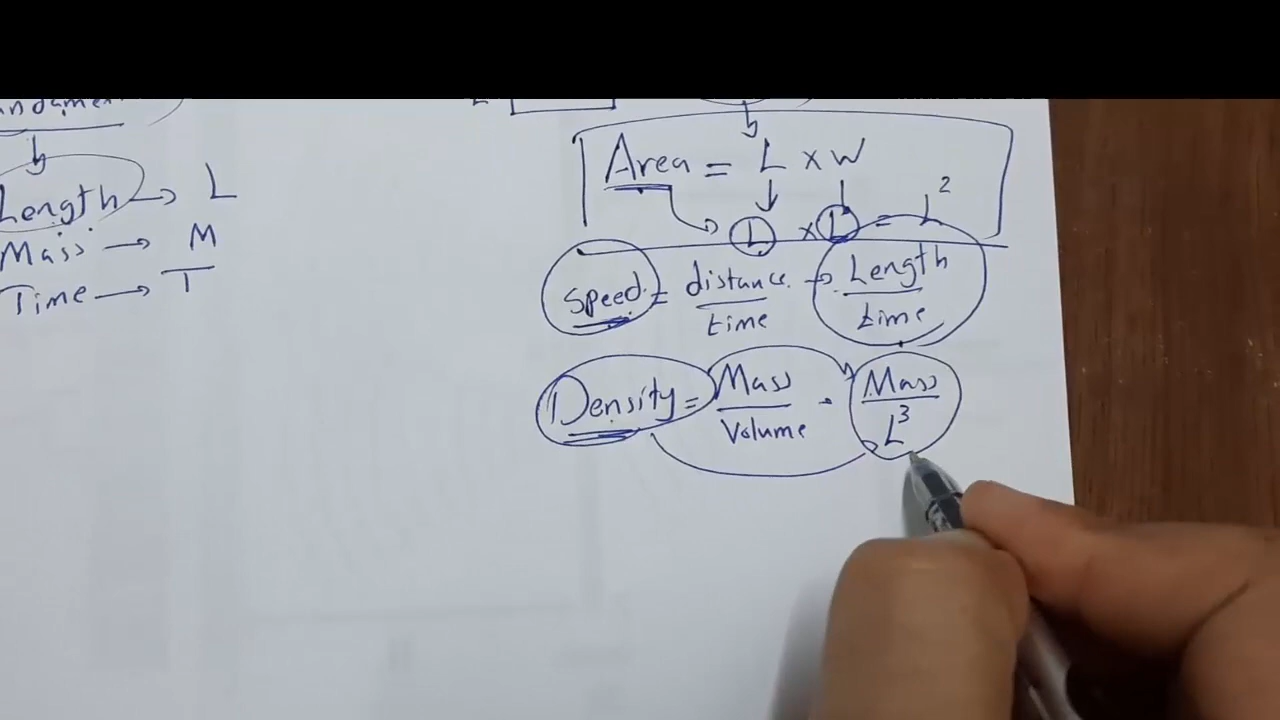 Length → L
Mass → M
Time → T
Area = L x W
L x L = L²
Speed = distance/time → Length/time
Density = Mass/Volume - Mass/L³